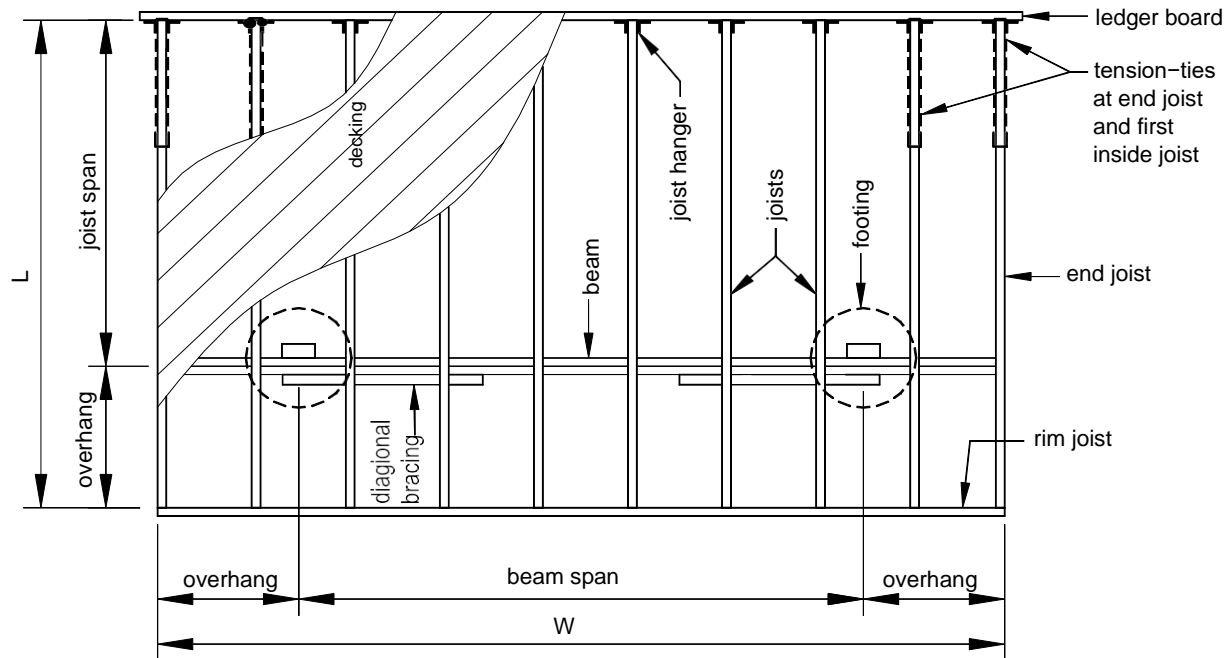 ledger board
tension-ties
at end joist
and first
inside joist
decking
joist hanger
joists
footing
joist span
L
beam
end joist
overhang
diagional
bracing
rim joist
overhang
beam span
overhang
W